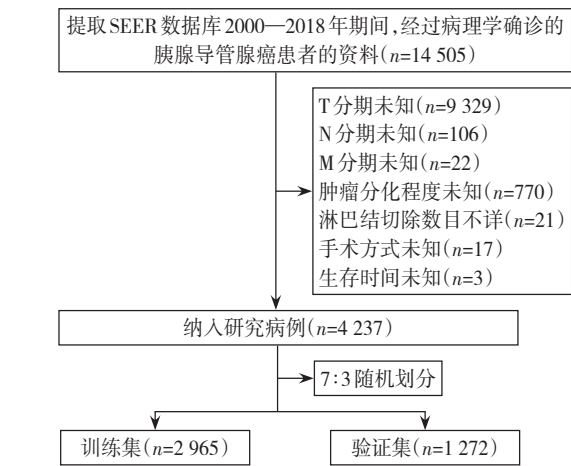 提取SEER数据库2000—2018年期间,经过病理学确诊的
胰腺导管腺癌患者的资料(n=14 505)
T分期未知(n=9 329)
N分期未知(n=106)
M分期未知(n=22)
肿瘤分化程度未知(n=770)
淋巴结切除数目不详(n=21)
手术方式未知(n=17)
生存时间未知(n=3)
纳入研究病例(n=4 237)
7∶3随机划分
训练集(n=2 965)
验证集(n=1 272)